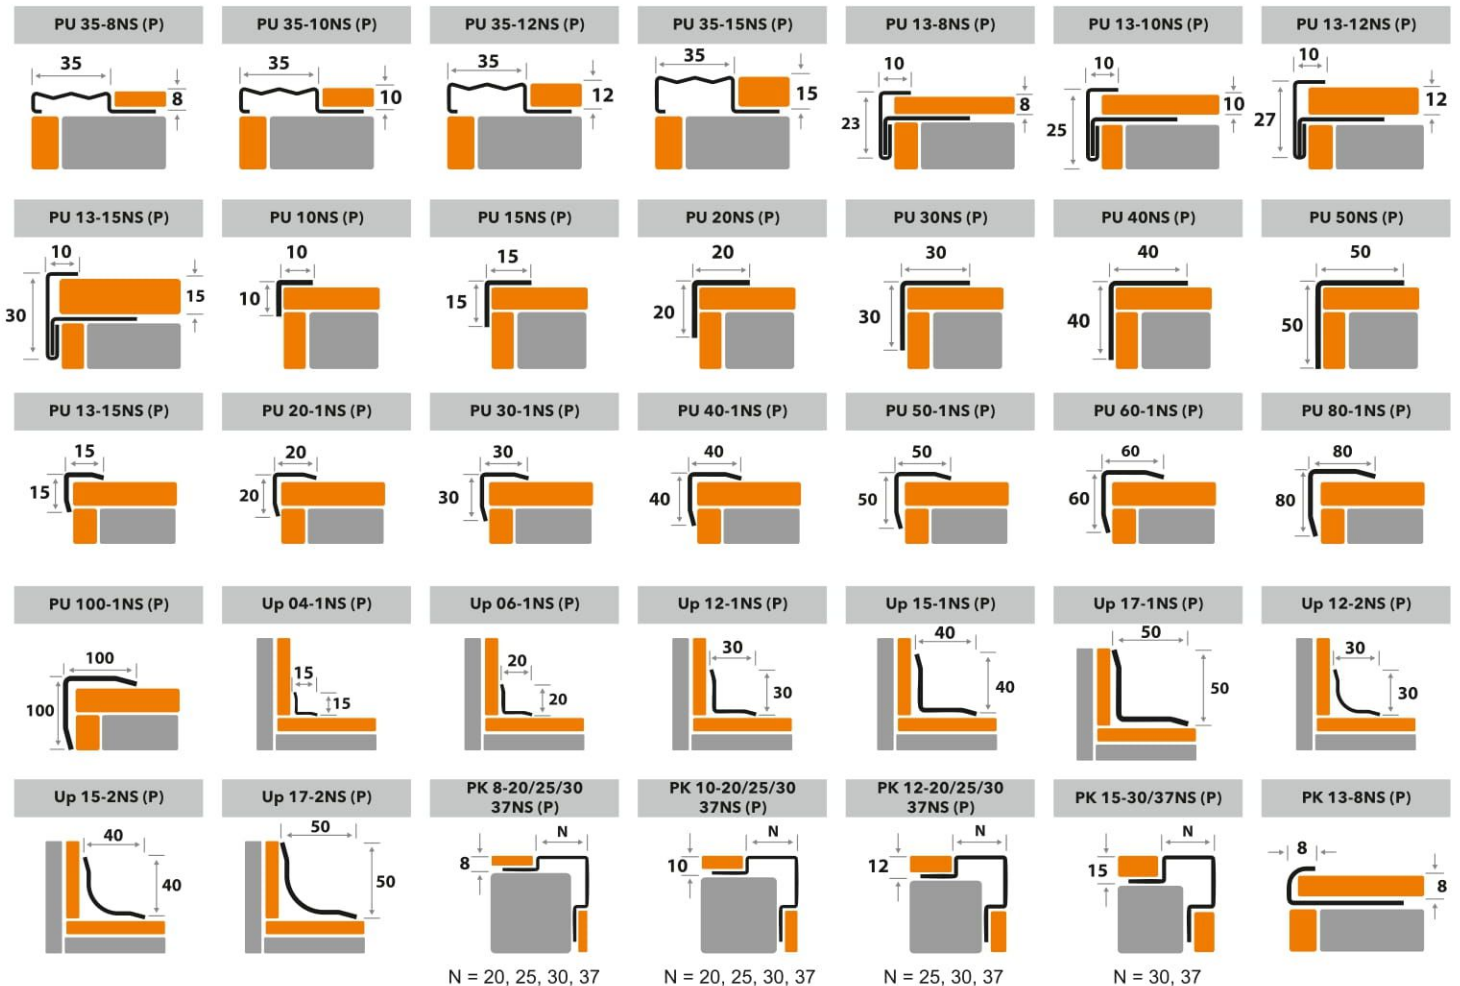 PU 35-8NS (P)
PU 35-10NS (P)
PU 35-12NS (P)
PU 35-15NS (P)
PU 13-8NS (P)
PU 13-10NS (P)
PU 13-12NS (P)
35
8
35
10
35
12
35
15
10
23
8
10
25
10
10
27
12
PU 13-15NS (P)
PU 10NS (P)
PU 15NS (P)
PU 20NS (P)
PU 30NS (P)
PU 40NS (P)
PU 50NS (P)
10
30
15
10
10
15
15
20
20
30
30
40
40
50
50
PU 13-15NS (P)
PU 20-1NS (P)
PU 30-1NS (P)
PU 40-1NS (P)
PU 50-1NS (P)
PU 60-1NS (P)
PU 80-1NS (P)
15
15
20
20
30
30
40
40
50
50
60
60
80
80
PU 100-1NS (P)
Up 04-1NS (P)
Up 06-1NS (P)
Up 12-1NS (P)
Up 15-1NS (P)
Up 17-1NS (P)
Up 12-2NS (P)
100
100
15
15
20
20
30
30
40
40
50
50
30
30
Up 15-2NS (P)
Up 17-2NS (P)
PK 8-20/25/30
37NS (P)
PK 10-20/25/30
37NS (P)
PK 12-20/25/30
37NS (P)
PK 15-30/37NS (P)
PK 13-8NS (P)
40
40
50
50
N
8
N
10
N
12
N
15
8
8
N = 20, 25, 30, 37
N = 20, 25, 30, 37
N = 25, 30, 37
N = 30, 37